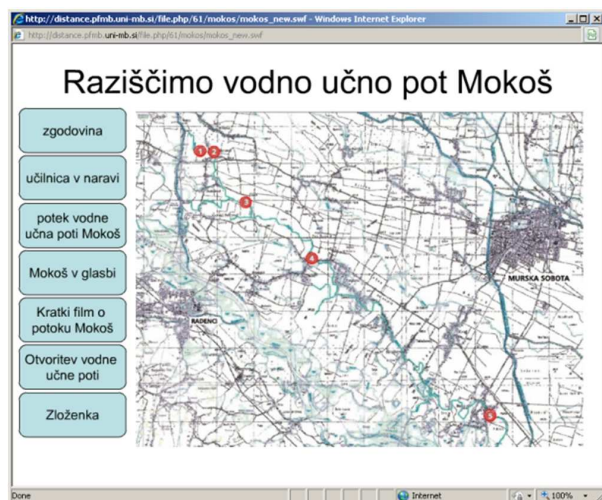 http://distance.pfmb.uni-mb.si/file.php/61/mokos/mokos_new.swf - Windows Internet Explorer
http://distance.pfmb.uni-mb.si/file.php/61/mokos/mokos_new.swf
Raziščimo vodno učno pot Mokoš
zgodovina
učilnica v naravi
potek vodne
učna poti Mokoš
Mokoš v glasbi
Kratki film o
potoku Mokoš
Otvoritev vodne
učne poti
Zloženka
1 2
3
4
MURSKA SOBOTA
RADENCI
5
Done
Internet
100%